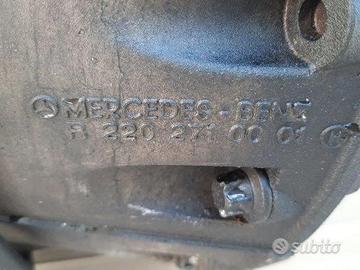 MERCEDES-BENZ
R 220 271 00 01
subito